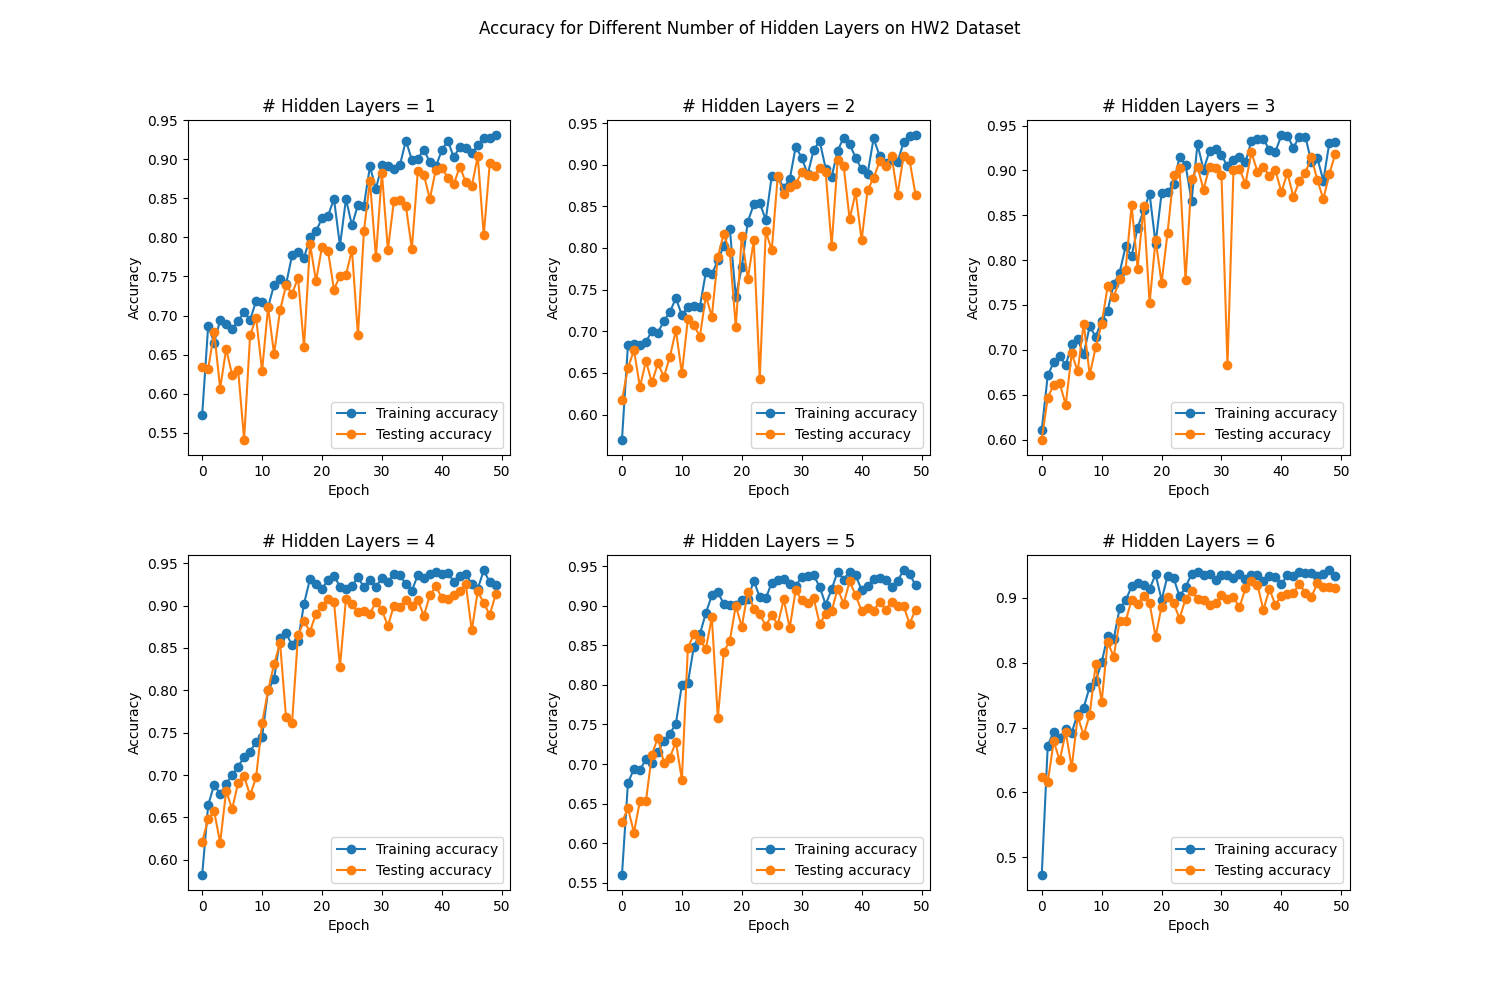 Accuracy for Different Number of Hidden Layers on HW2 Dataset
# Hidden Layers = 1
0.95
0.90
0.85
0.80
0.75
0.70
0.65
0.60
0.55
Accuracy
Training accuracy
Testing accuracy
0 10 20 30 40 50
Epoch
# Hidden Layers = 2
0.95
0.90
0.85
0.80
0.75
0.70
0.65
0.60
Accuracy
Training accuracy
Testing accuracy
0 10 20 30 40 50
Epoch
# Hidden Layers = 3
0.95
0.90
0.85
0.80
0.75
0.70
0.65
0.60
Accuracy
Training accuracy
Testing accuracy
0 10 20 30 40 50
Epoch
# Hidden Layers = 4
0.95
0.90
0.85
0.80
0.75
0.70
0.65
0.60
Accuracy
Training accuracy
Testing accuracy
0 10 20 30 40 50
Epoch
# Hidden Layers = 5
0.95
0.90
0.85
0.80
0.75
0.70
0.65
0.60
0.55
Accuracy
Training accuracy
Testing accuracy
0 10 20 30 40 50
Epoch
# Hidden Layers = 6
0.9
0.8
0.7
0.6
0.5
Accuracy
Training accuracy
Testing accuracy
0 10 20 30 40 50
Epoch